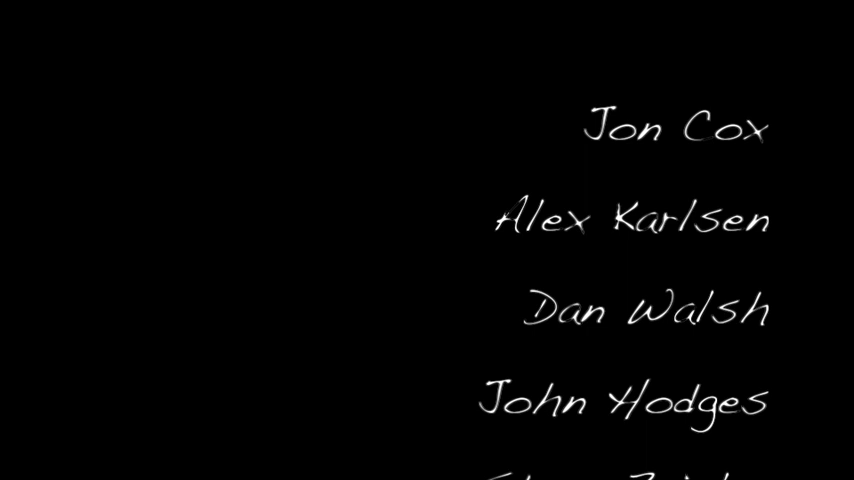 Jon Cox
Alex Karlsen
Dan Walsh
John Hodges